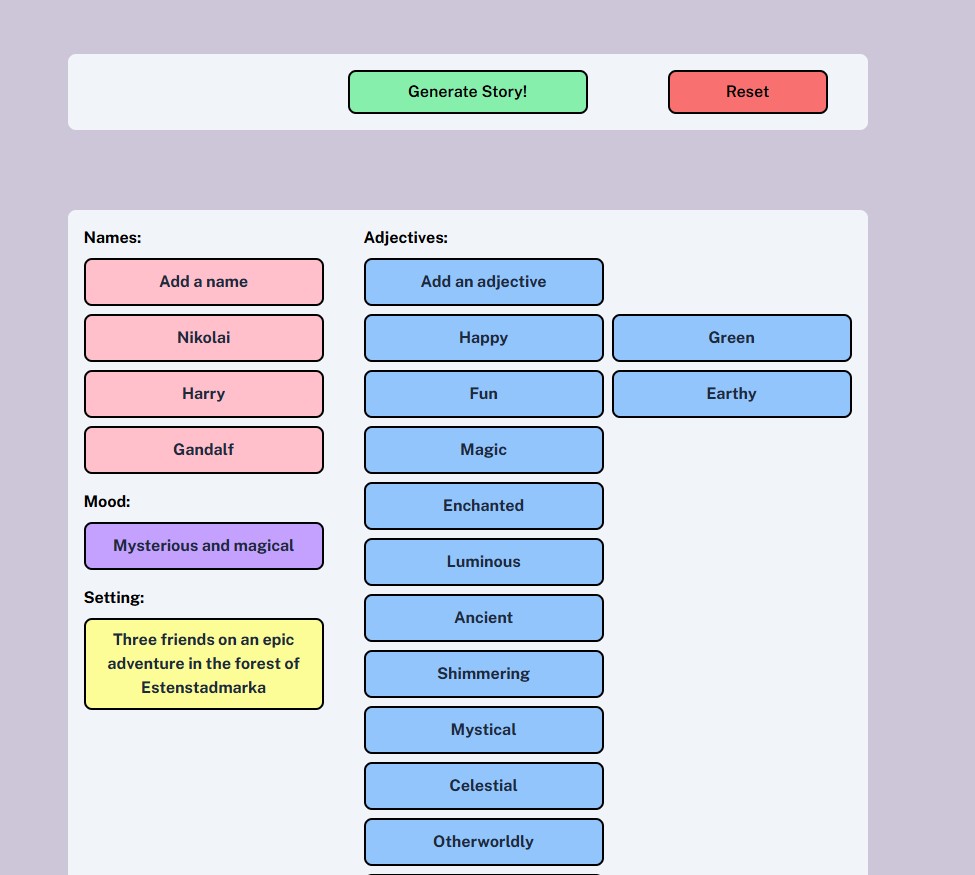 Generate Story!
Reset
Names:
Add a name
Nikolai
Harry
Gandalf
Mood:
Mysterious and magical
Setting:
Three friends on an epic
adventure in the forest of
Estenstadmarka
Adjectives:
Add an adjective
Happy
Green
Fun
Earthy
Magic
Enchanted
Luminous
Ancient
Shimmering
Mystical
Celestial
Otherworldly